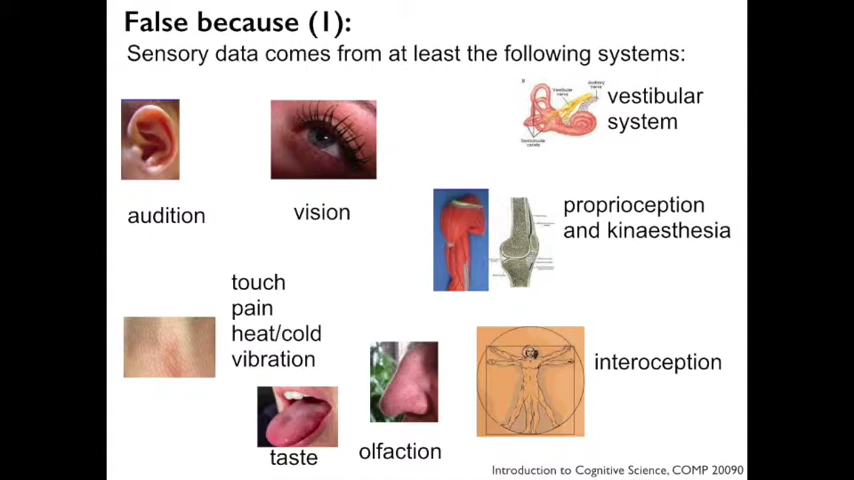 False because (1):
Sensory data comes from at least the following systems:
vestibular
system
audition
vision
proprioception
and kinaesthesia
touch
pain
heat/cold
vibration
interoception
taste
olfaction
Introduction to Cognitive Science, COMP 20090